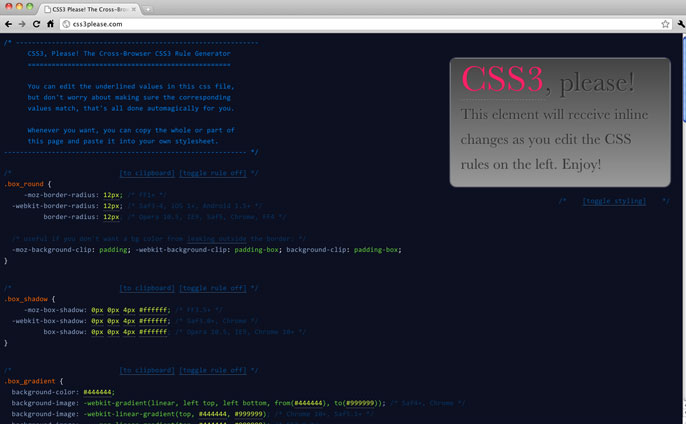 CSS3 Please! The Cross-Brow
css3please.com
/* -----------------------------------------------------------
CSS3, Please! The Cross-Browser CSS3 Rule Generator
===================================================
You can edit the underlined values in this css file,
but don't worry about making sure the corresponding
values match, that's all done automagically for you.
Whenever you want, you can copy the whole or part of
this page and paste it into your own stylesheet.
----------------------------------------------------------- */
CSS3, please!
This element will receive inline
changes as you edit the CSS
rules on the left. Enjoy!
/* [toggle styling] */
/* [to clipboard] [toggle rule off] */
.box_round {
-moz-border-radius: 12px; /* FF1+ */
-webkit-border-radius: 12px; /* Saf3-4, iOS 1+, Android 1.5+ */
border-radius: 12px; /* Opera 10.5, IE9, Saf5, Chrome, FF4 */
/* useful if you don't want a bg color from leaking outside the border: */
-moz-background-clip: padding; -webkit-background-clip: padding-box; background-clip: padding-box;
}
/* [to clipboard] [toggle rule off] */
.box_shadow {
-moz-box-shadow: 0px 0px 4px #ffffff; /* FF3.5+ */
-webkit-box-shadow: 0px 0px 4px #ffffff; /* Saf3.0+, Chrome */
box-shadow: 0px 0px 4px #ffffff; /* Opera 10.5, IE9, Chrome 10+ */
}
/* [to clipboard] [toggle rule off] */
.box_gradient {
background-color: #444444;
background-image: -webkit-gradient(linear, left top, left bottom, from(#444444), to(#999999)); /* Saf4+, Chrome */
background-image: -webkit-linear-gradient(top, #444444, #999999); /* Chrome 10+, Saf5.1+ */